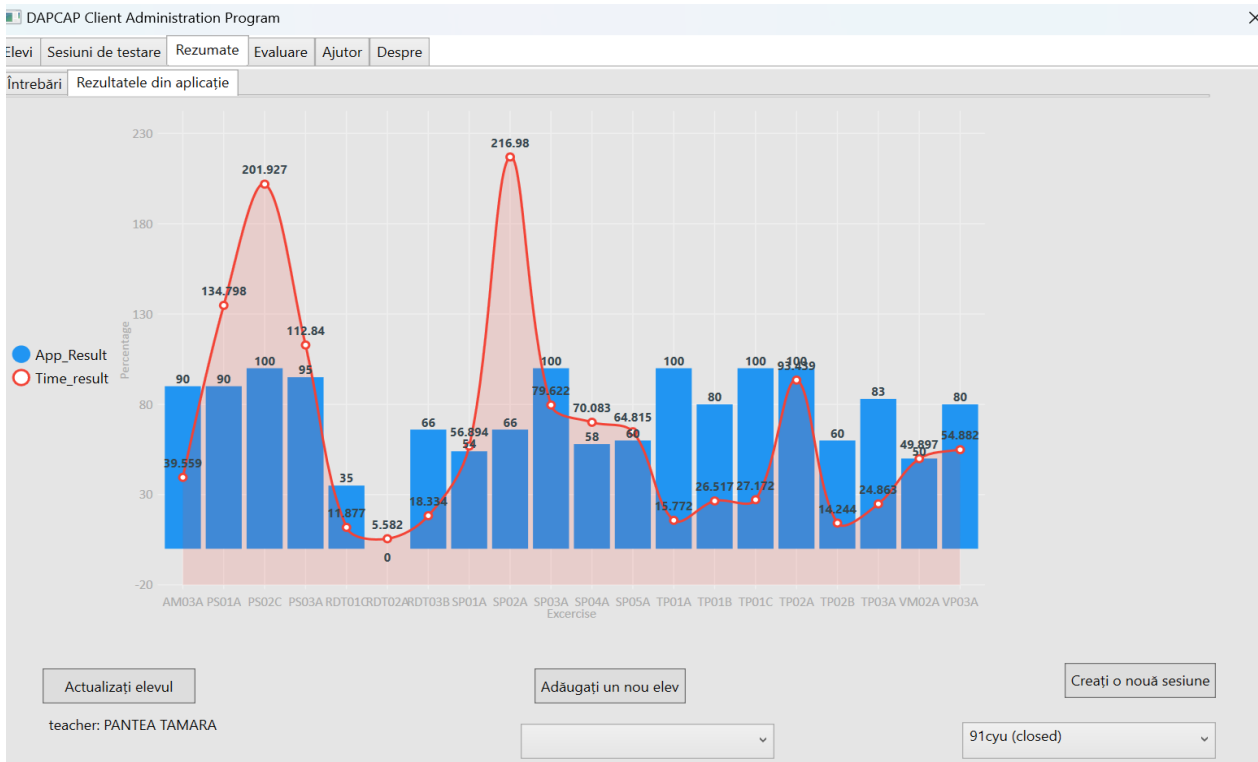 DAPCAP Client Administration Program
Elevi Sesiuni de testare Rezumate Evaluare Ajutor Despre
Întrebări Rezultatele din aplicație
230
180
130
80
30
-20
Percentage
App_Result
Time_result
216.98
201.927
134.798
112.84
90 90 100 95 100 100 80 100 100 83 80
93.439
79.622
70.083 64.815
66 56.894 54 66 58 60 60
54.882
49.897 50
39.559
35
11.877 5.582 18.334 15.772 26.517 27.172 14.244 24.863
0
AM03A PS01A PS02C PS03A RDT01C RDT02A RDT03B SP01A SP02A SP03A SP04A SP05A TP01A TP01B TP01C TP02A TP02B TP03A VM02A VP03A
Excercise
Actualizați elevul Adăugați un nou elev Creați o nouă sesiune
teacher: PANTEA TAMARA
91cyu (closed)